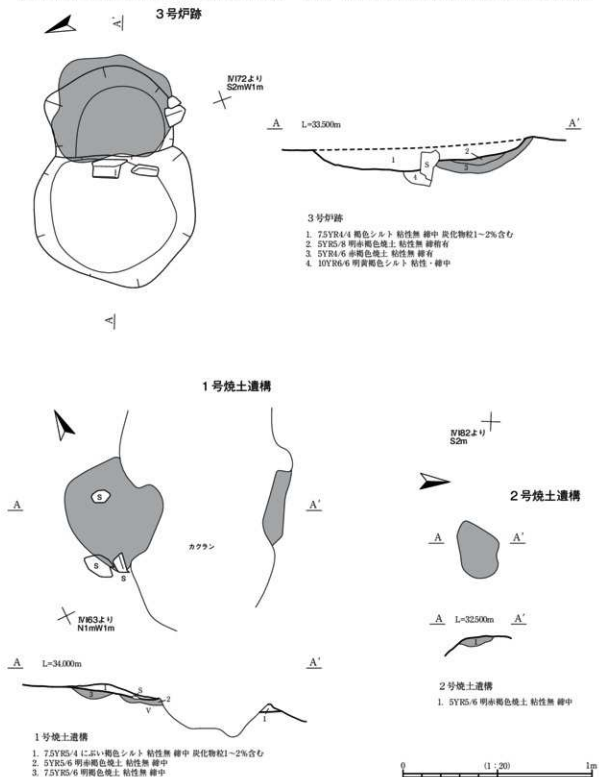 3号炉跡
A'
Ⅳ172より
S2mW1m
A
L=33.500m
A'
1
2
3
S
4
3号炉跡
1. 7.5YR4/4 褐色シルト 粘性無 締中 炭化物粒1〜2%含む
2. 5YR5/8 明赤褐色焼土 粘性無 締稍有
3. 5YR4/6 赤褐色焼土 粘性無 締有
4. 10YR6/6 明黄褐色シルト 粘性・締中
A
1号焼土遺構
A
S
S
S
カクラン
A'
Ⅳ163より
N1mW1m
A
L=34.000m
A'
1
S
3
2
V
1
1号焼土遺構
1. 7.5YR5/4 にぶい褐色シルト 粘性無 締中 炭化物粒1〜2%含む
2. 5YR5/6 明赤褐色焼土 粘性無 締中
3. 7.5YR5/6 明褐色焼土 粘性無 締中
Ⅳ182より
S2m
2号焼土遺構
A
A'
A
L=32.500m
A'
1
2号焼土遺構
1. 5YR5/6 明赤褐色焼土 粘性無 締中
0
(1:20)
1m